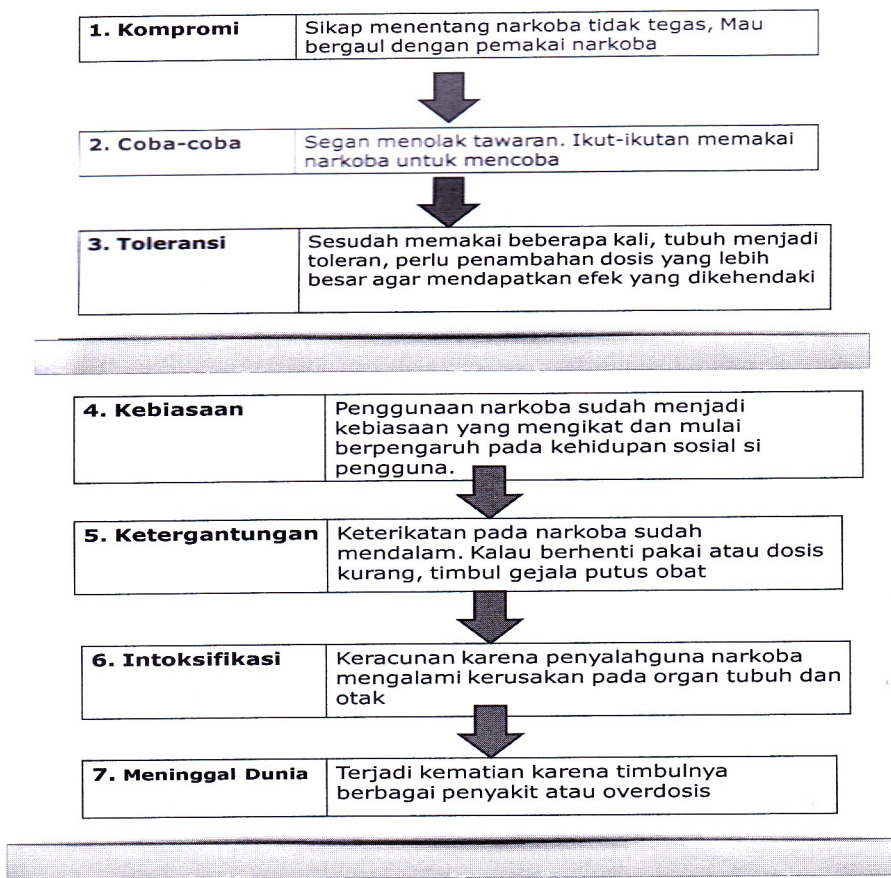 1. Kompromi
Sikap menentang narkoba tidak tegas, Mau
bergaul dengan pemakai narkoba
2. Coba-coba
Segan menolak tawaran. Ikut-ikutan memakai
narkoba untuk mencoba
3. Toleransi
Sesudah memakai beberapa kali, tubuh menjadi
toleran, perlu penambahan dosis yang lebih
besar agar mendapatkan efek yang dikehendaki
4. Kebiasaan
Penggunaan narkoba sudah menjadi
kebiasaan yang mengikat dan mulai
berpengaruh pada kehidupan sosial si
pengguna.
5. Ketergantungan
Keterikatan pada narkoba sudah
mendalam. Kalau berhenti pakai atau dosis
kurang, timbul gejala putus obat
6. Intoksifikasi
Keracunan karena penyalahguna narkoba
mengalami kerusakan pada organ tubuh dan
otak
7. Meninggal Dunia
Terjadi kematian karena timbulnya
berbagai penyakit atau overdosis